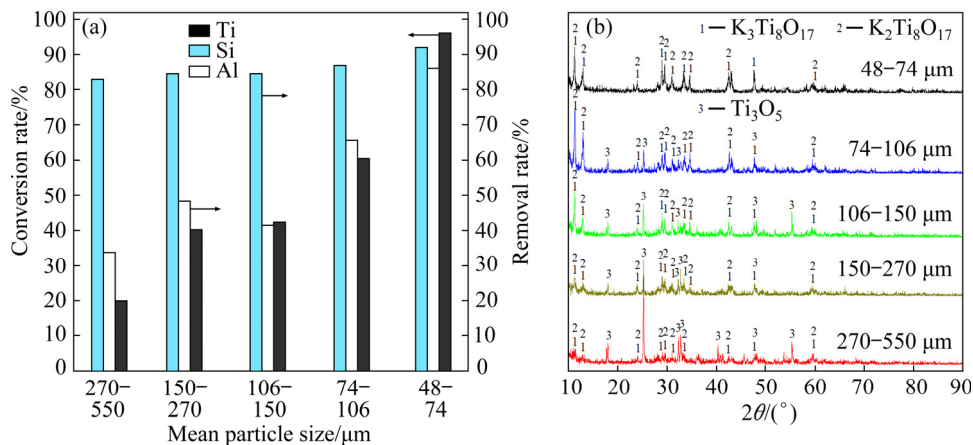 (a)
Ti
Si
Al
Conversion rate/%
100
90
80
70
60
50
40
30
20
10
0
Removal rate/%
100
90
80
70
60
50
40
30
20
10
0
270−550
150−270
106−150
74−106
48−74
Mean particle size/μm
(b)
1 — K3Ti8O17
2 — K2Ti8O17
48−74 μm
3 — Ti3O5
74−106 μm
106−150 μm
150−270 μm
270−550 μm
10 20 30 40 50 60 70 80 90
2θ/(°)